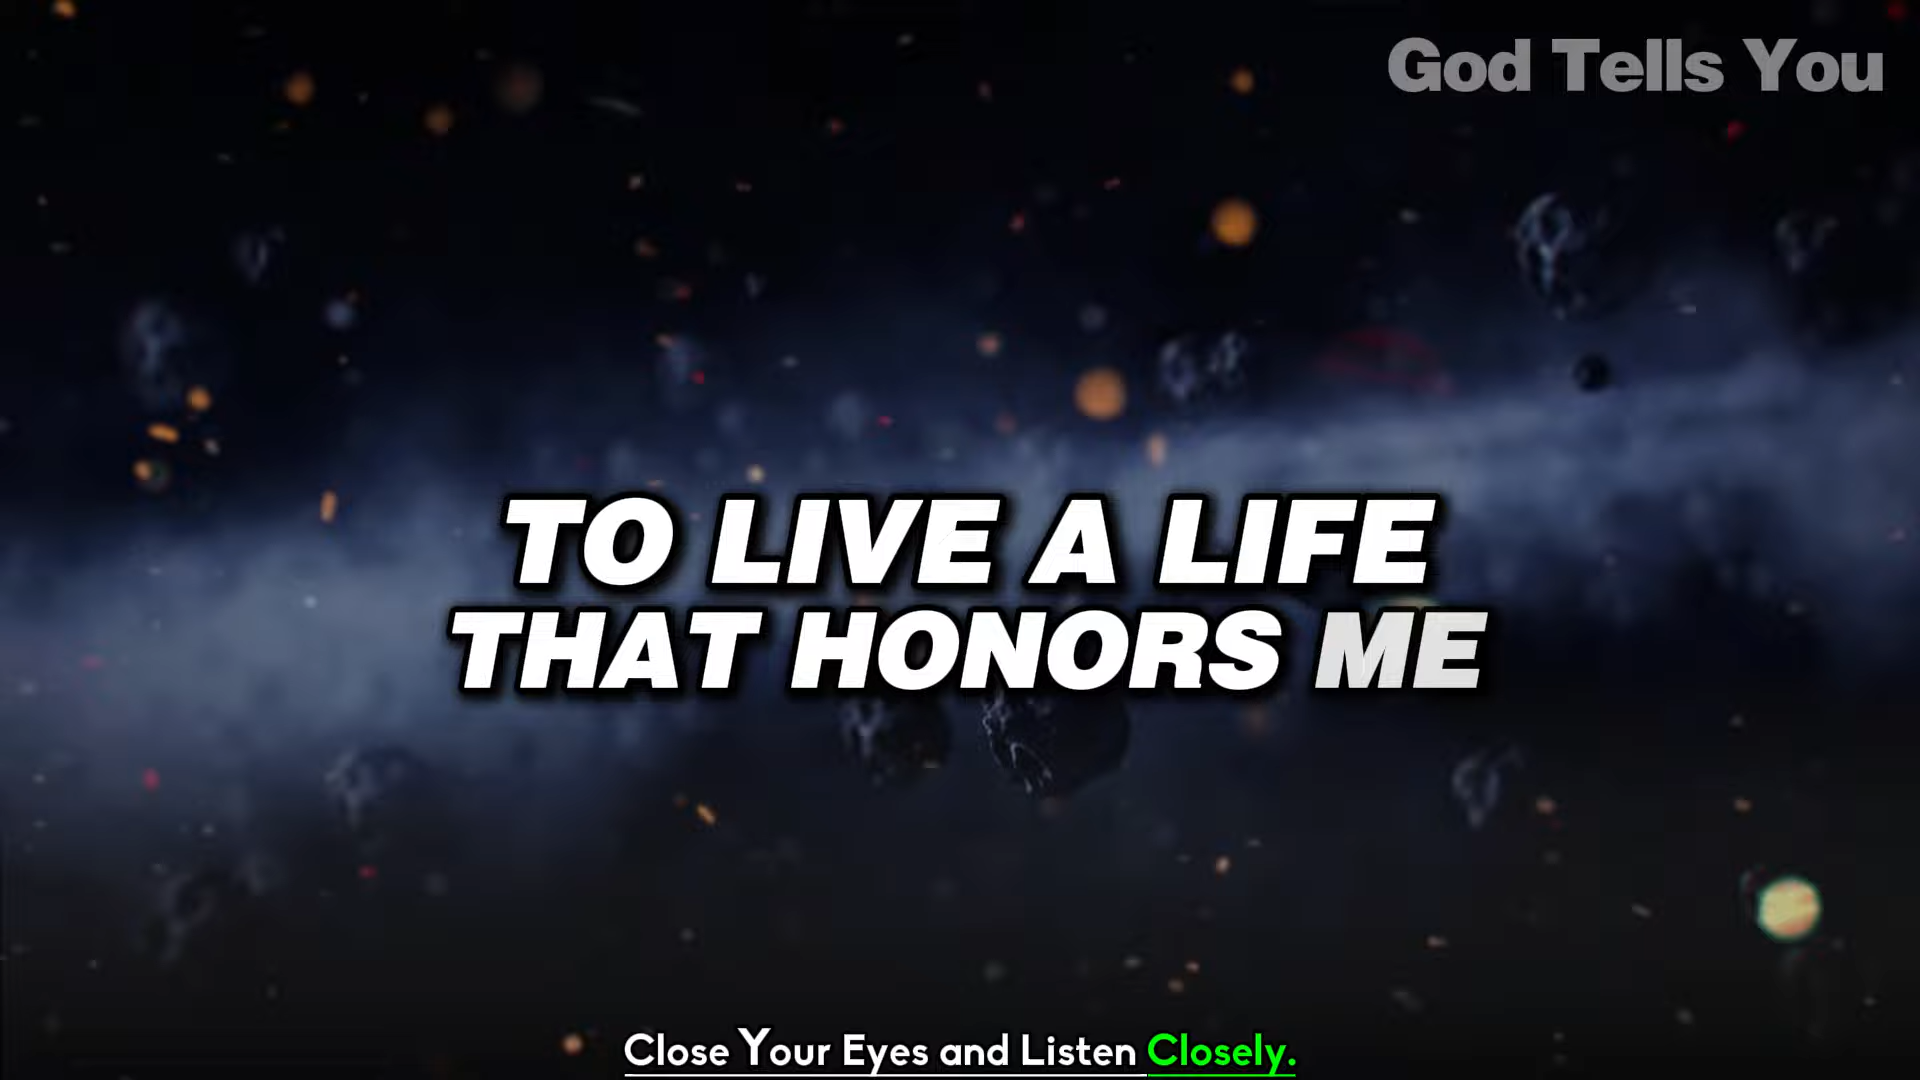 God Tells You
TO LIVE A LIFE
THAT HONORS ME
Close Your Eyes and Listen Closely.